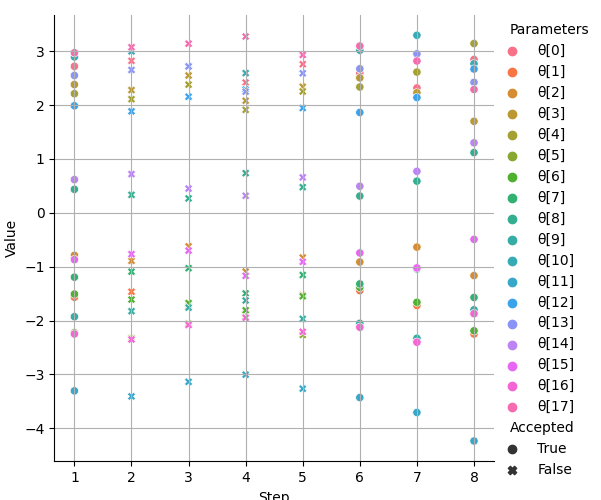 Parameters
θ[0]
θ[1]
θ[2]
θ[3]
θ[4]
θ[5]
θ[6]
θ[7]
θ[8]
θ[9]
θ[10]
θ[11]
θ[12]
θ[13]
θ[14]
θ[15]
θ[16]
θ[17]
Accepted
True
False
Value
3
2
1
0
−1
−2
−3
−4
1 2 3 4 5 6 7 8
Step